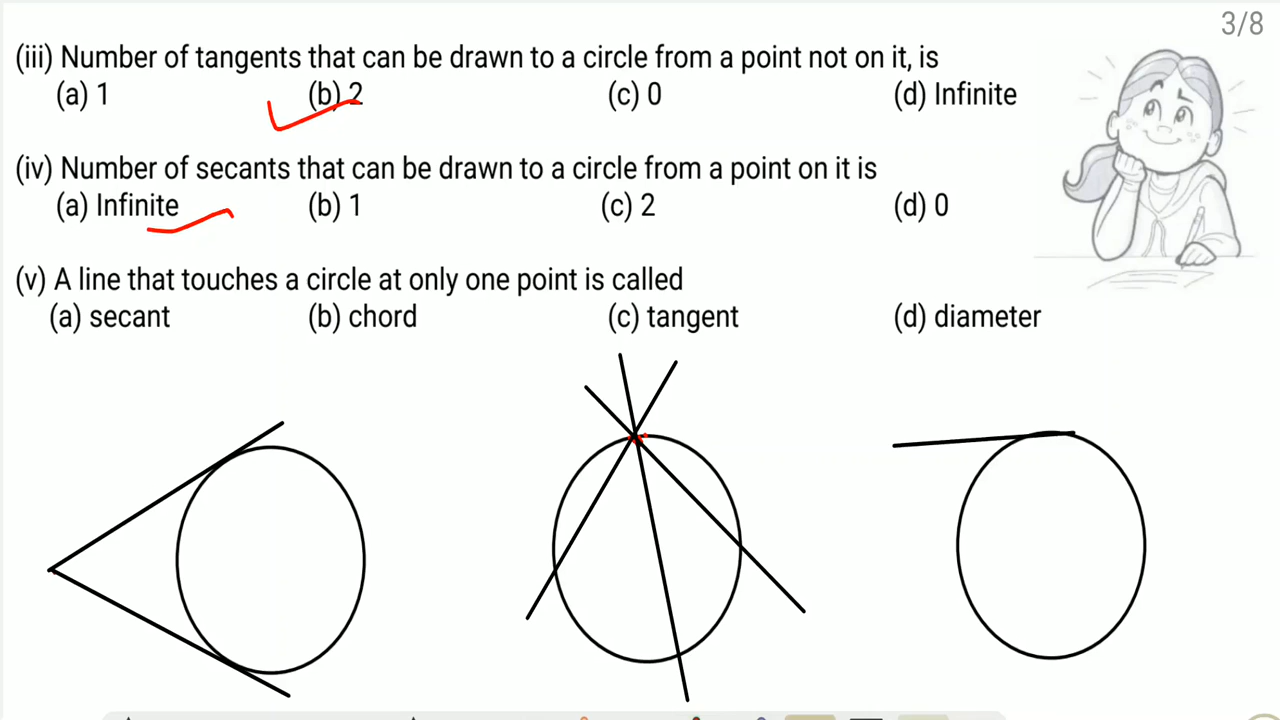 3/8
(iii) Number of tangents that can be drawn to a circle from a point not on it, is
(a) 1 (b) 2 (c) 0 (d) Infinite
(iv) Number of secants that can be drawn to a circle from a point on it is
(a) Infinite (b) 1 (c) 2 (d) 0
(v) A line that touches a circle at only one point is called
(a) secant (b) chord (c) tangent (d) diameter